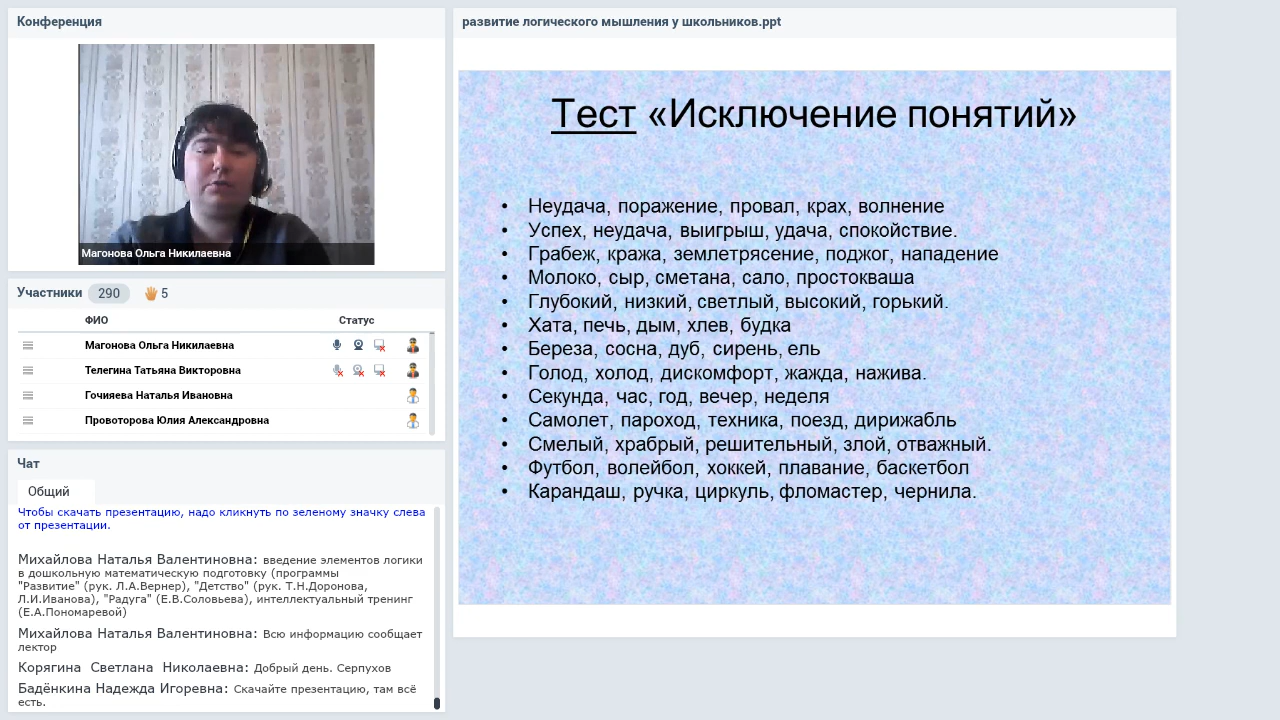 Конференция
Магонова Ольга Никилаевна
Участники 290 5
ФИО Статус
Магонова Ольга Никилаевна
Телегина Татьяна Викторовна
Гочияева Наталья Ивановна
Провоторова Юлия Александровна
Чат
Общий
Чтобы скачать презентацию, надо кликнуть по зеленому значку слева
от презентации.
Михайлова Наталья Валентиновна: введение элементов логики
в дошкольную математическую подготовку (программы
"Развитие" (рук. Л.А.Вернер), "Детство" (рук. Т.Н.Доронова,
Л.И.Иванова), "Радуга" (Е.В.Соловьева), интеллектуальный тренинг
(Е.А.Пономаревой)
Михайлова Наталья Валентиновна: Всю информацию сообщает
лектор
Корягина Светлана Николаевна: Добрый день. Серпухов
Бадёнкина Надежда Игоревна: Скачайте презентацию, там всё
есть.
развитие логического мышления у школьников.ppt
Тест «Исключение понятий»
• Неудача, поражение, провал, крах, волнение
• Успех, неудача, выигрыш, удача, спокойствие.
• Грабеж, кража, землетрясение, поджог, нападение
• Молоко, сыр, сметана, сало, простокваша
• Глубокий, низкий, светлый, высокий, горький.
• Хата, печь, дым, хлев, будка
• Береза, сосна, дуб, сирень, ель
• Голод, холод, дискомфорт, жажда, нажива.
• Секунда, час, год, вечер, неделя
• Самолет, пароход, техника, поезд, дирижабль
• Смелый, храбрый, решительный, злой, отважный.
• Футбол, волейбол, хоккей, плавание, баскетбол
• Карандаш, ручка, циркуль, фломастер, чернила.